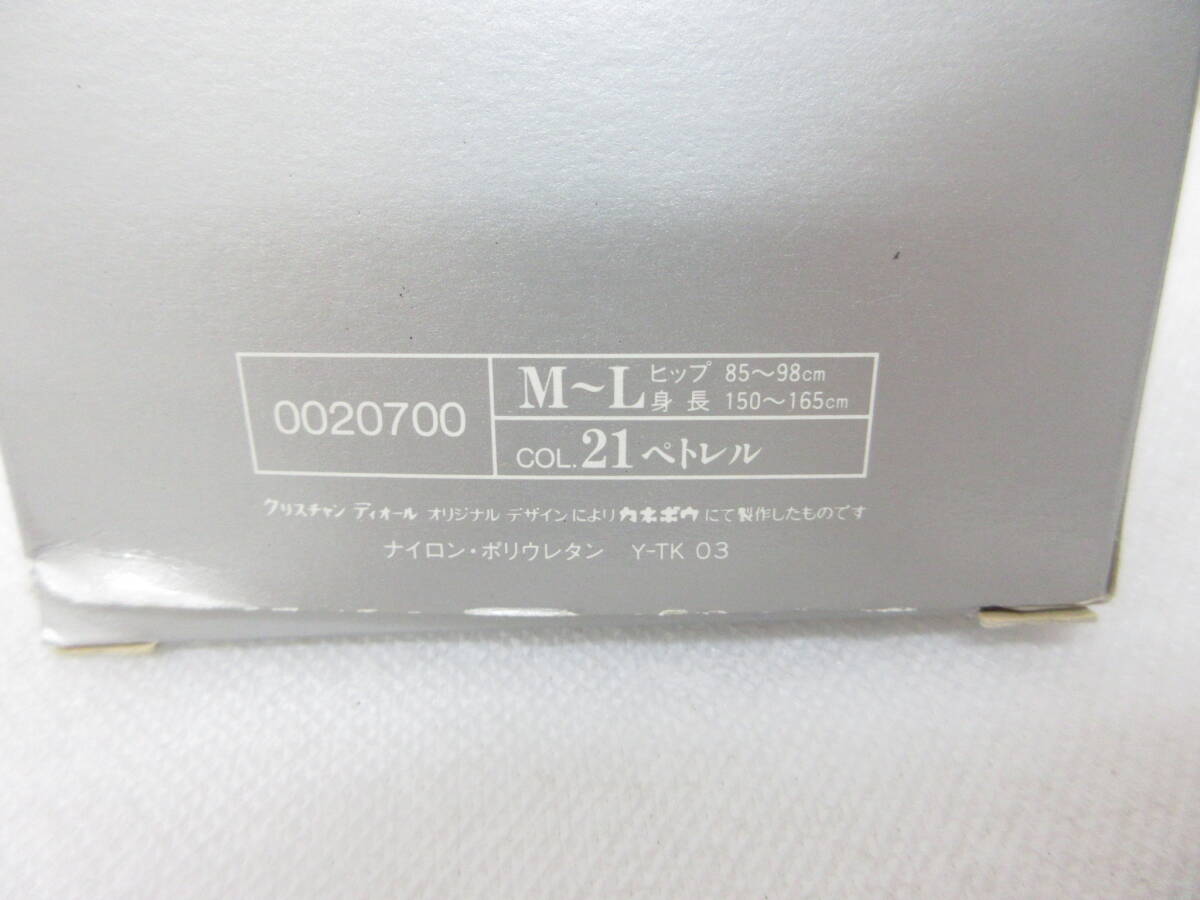 0020700
M～L ヒップ 85～98cm
身長 150～165cm
COL. 21 ペトレル
クリスチャン ディオール オリジナル デザインにより カネボウ にて製作したものです
ナイロン・ポリウレタン Y-TK 03